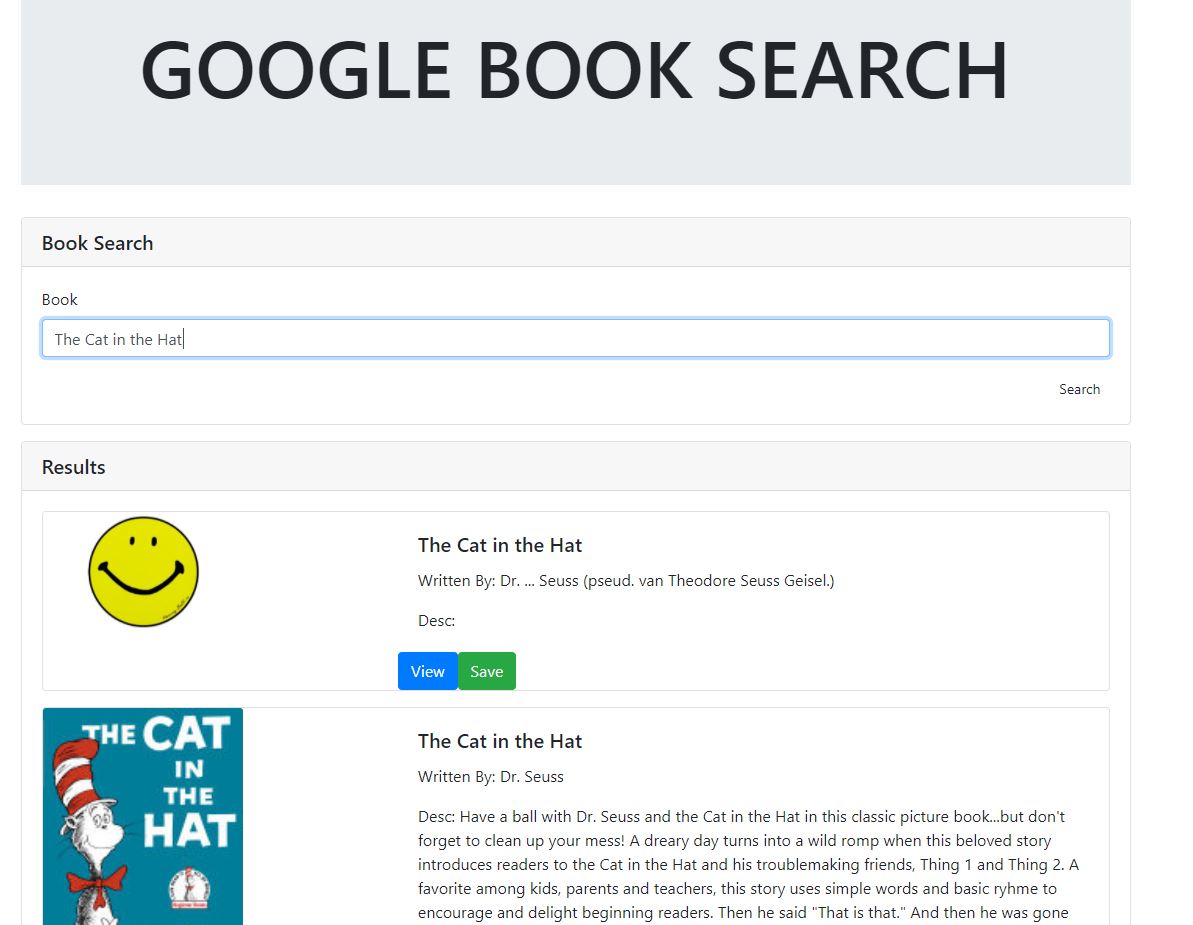 GOOGLE BOOK SEARCH
Book Search
Book
The Cat in the Hat
Search
Results
The Cat in the Hat
Written By: Dr. ... Seuss (pseud. van Theodore Seuss Geisel.)
Desc:
View Save
THE CAT
IN
THE
HAT
The Cat in the Hat
Written By: Dr. Seuss
Desc: Have a ball with Dr. Seuss and the Cat in the Hat in this classic picture book...but don't
forget to clean up your mess! A dreary day turns into a wild romp when this beloved story
introduces readers to the Cat in the Hat and his troublemaking friends, Thing 1 and Thing 2. A
favorite among kids, parents and teachers, this story uses simple words and basic ryhme to
encourage and delight beginning readers. Then he said "That is that." And then he was gone